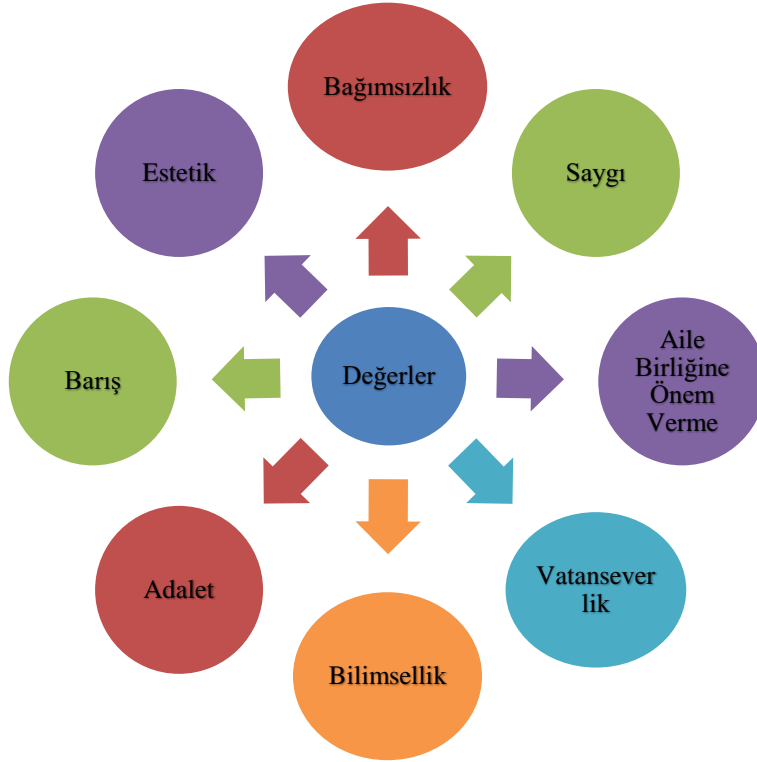 Bağımsızlık
Saygı
Aile
Birliğine
Önem
Verme
Vatansever
lik
Bilimsellik
Adalet
Barış
Estetik
Değerler